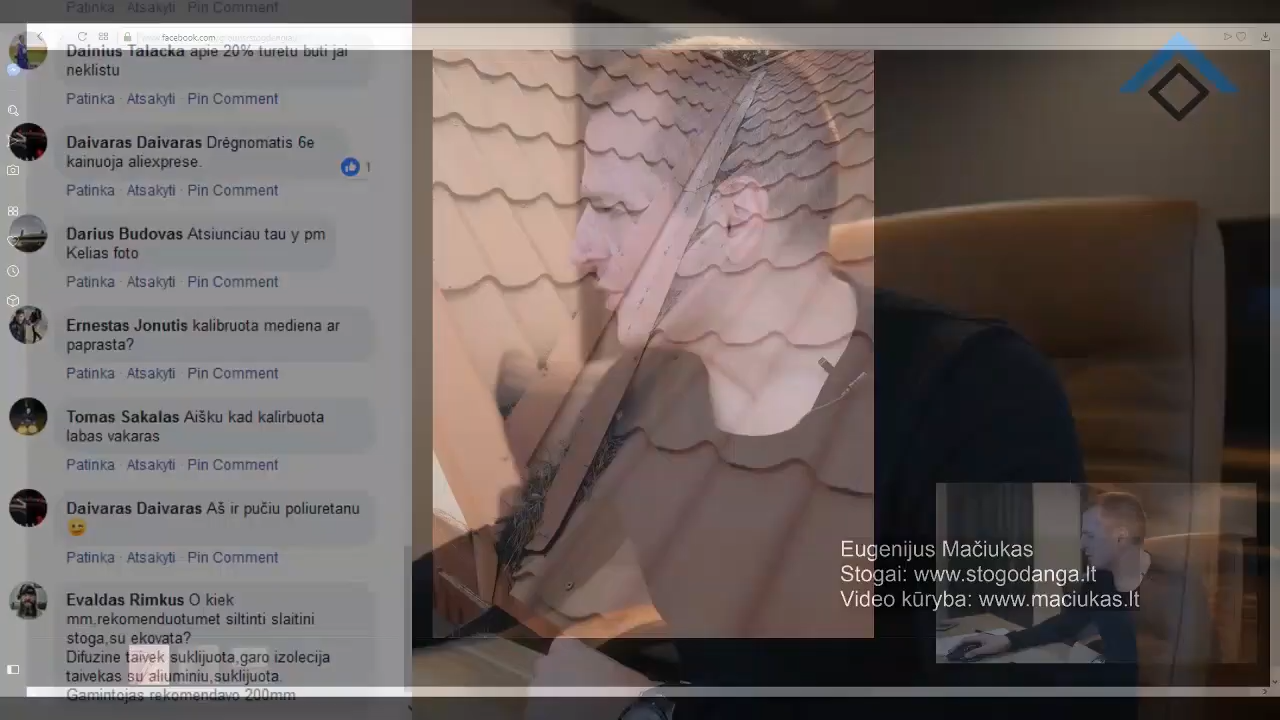 Patinka · Atsakyti · Pin Comment
facebook.com
Dainius Talacka apie 20% turetu buti jai
neklistu
Patinka · Atsakyti · Pin Comment
Daivaras Daivaras Drėgnomatis 6e
kainuoja aliexprese.
1
Patinka · Atsakyti · Pin Comment
Darius Budovas Atsiunciau tau y pm
Kelias foto
Patinka · Atsakyti · Pin Comment
Ernestas Jonutis kalibruota mediena ar
paprasta?
Patinka · Atsakyti · Pin Comment
Tomas Sakalas Aišku kad kalirbuota
labas vakaras
Patinka · Atsakyti · Pin Comment
Daivaras Daivaras Aš ir pučiu poliuretanu
😉
Patinka · Atsakyti · Pin Comment
Evaldas Rimkus O kiek
mm,rekomenduotumet siltinti slaitini
stoga,su ekovata?
Difuzine taivek suklijuota,garo izolecija
taivekas su aliuminiu,suklijuota.
Gamintojas rekomendavo 200mm
Eugenijus Mačiukas
Stogai: www.stogodanga.lt
Video kūryba: www.maciukas.lt